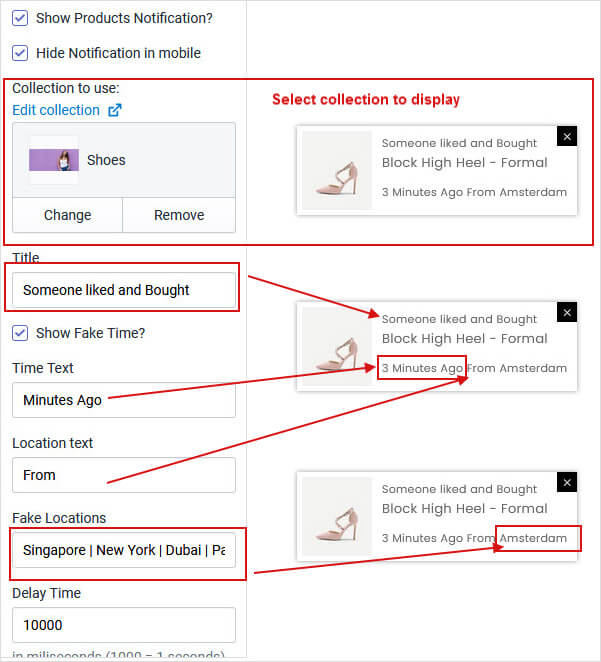 Show Products Notification?
Hide Notification in mobile
Collection to use:
Edit collection
Shoes
Change Remove
Select collection to display
Someone liked and Bought
Block High Heel - Formal
3 Minutes Ago From Amsterdam
Title
Someone liked and Bought
Show Fake Time?
Time Text
Minutes Ago
Location text
From
Fake Locations
Singapore | New York | Dubai | Pa
Delay Time
10000
in miliseconds (1000 = 1 seconds)
Someone liked and Bought
Block High Heel - Formal
3 Minutes Ago From Amsterdam
Someone liked and Bought
Block High Heel - Formal
3 Minutes Ago From Amsterdam